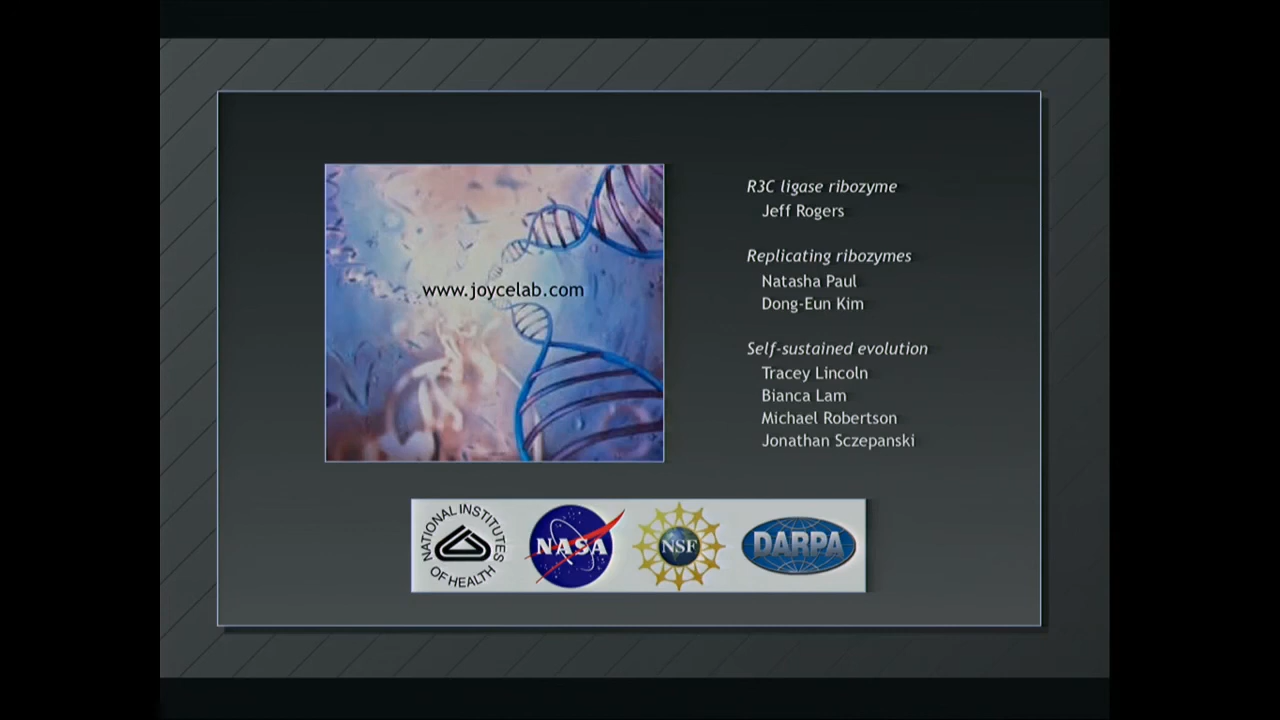 www.joycelab.com
R3C ligase ribozyme
Jeff Rogers
Replicating ribozymes
Natasha Paul
Dong-Eun Kim
Self-sustained evolution
Tracey Lincoln
Bianca Lam
Michael Robertson
Jonathan Sczepanski
NATIONAL INSTITUTES
OF HEALTH
NASA
NSF
DARPA